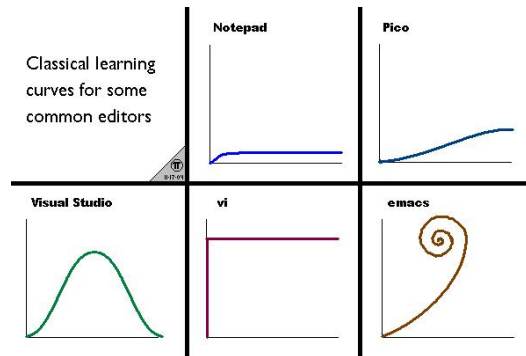 Classical learning
curves for some
common editors
Notepad
Pico
Visual Studio
vi
emacs